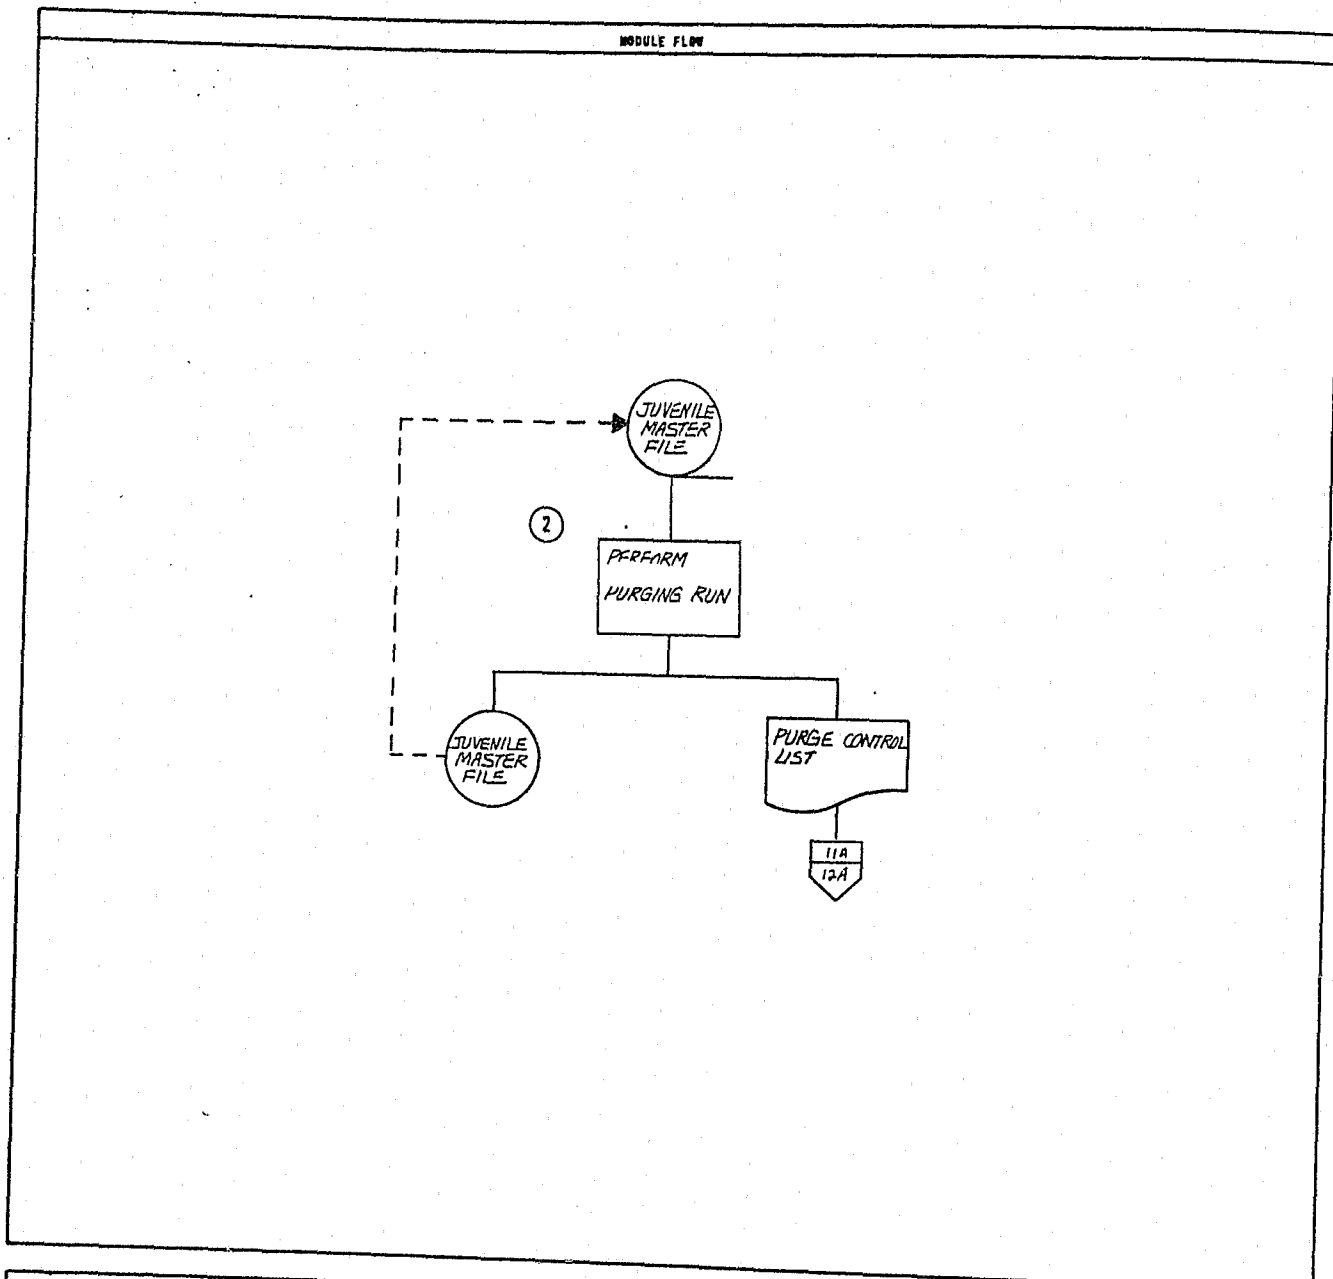 MODULE FLOW
JUVENILE
MASTER
FILE
2
PERFORM
PURGING RUN
JUVENILE
MASTER
FILE
PURGE CONTROL
LIST
11A
12A